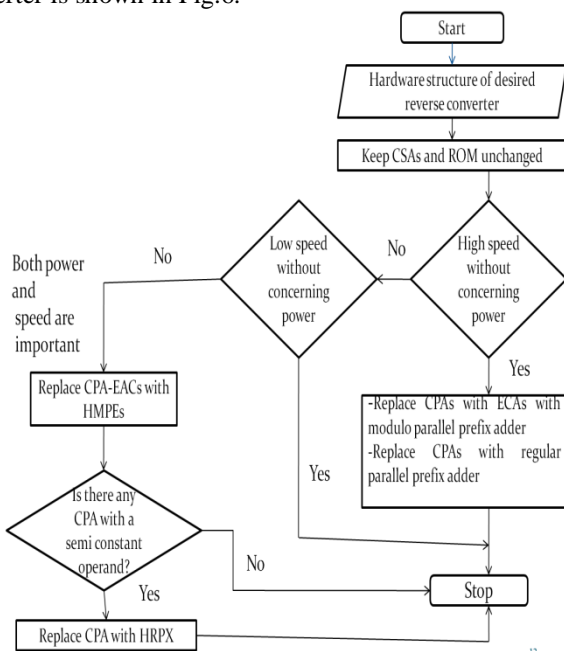 erter is shown in Fig.6.
Start
Hardware structure of desired
reverse converter
Keep CSAs and ROM unchanged
High speed
without
concerning
power
No
Low speed
without
concerning
power
No
Both power
and
speed are
important
Yes
-Replace CPAs with ECAs with
modulo parallel prefix adder
-Replace CPAs with regular
parallel prefix adder
Replace CPA-EACs with
HMPEs
Yes
Is there any
CPA with a
semi constant
operand?
No
Yes
Stop
Replace CPA with HRPX